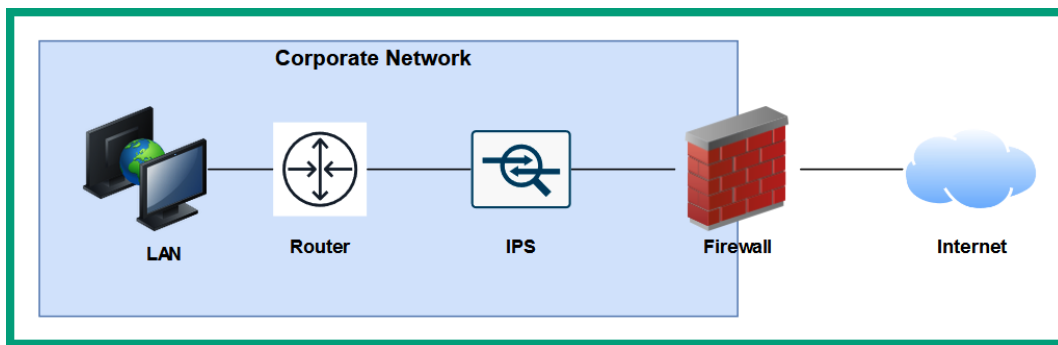 Corporate Network
LAN
Router
IPS
Firewall
Internet